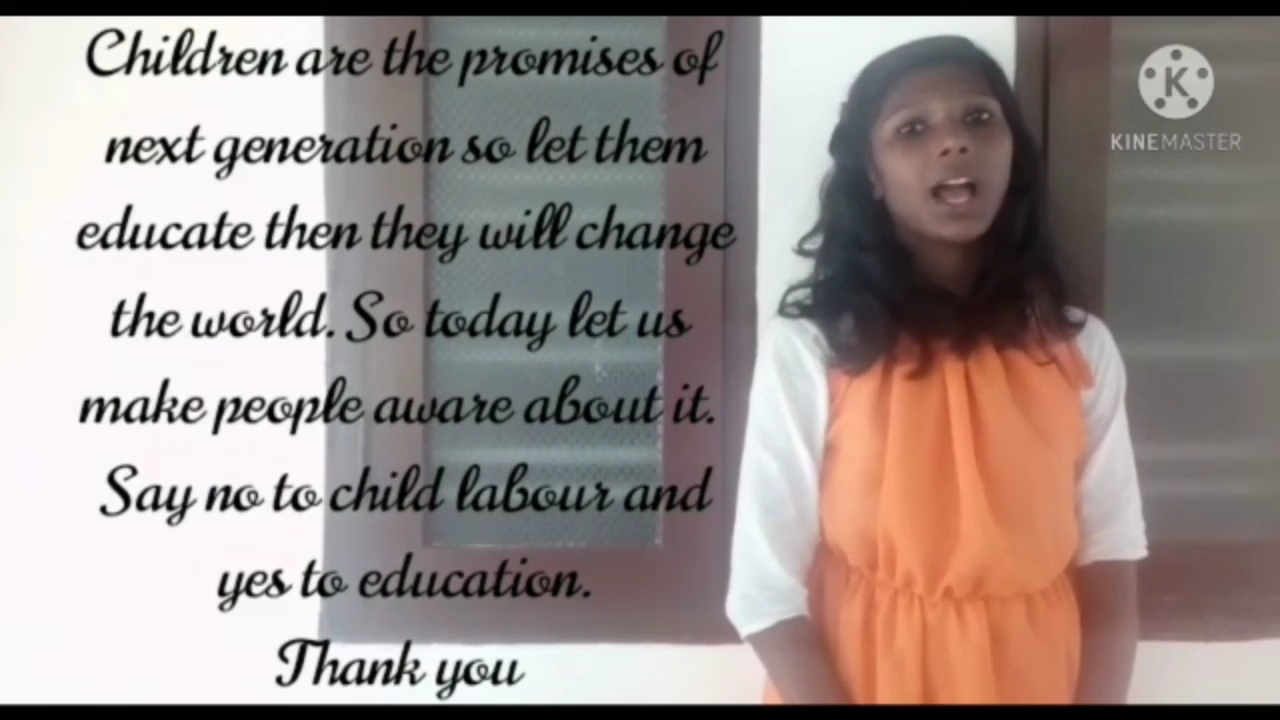 Children are the promises of
next generation so let them
educate then they will change
the world. So today let us
make people aware about it.
Say no to child labour and
yes to education.
Thank you
K
KINEMASTER